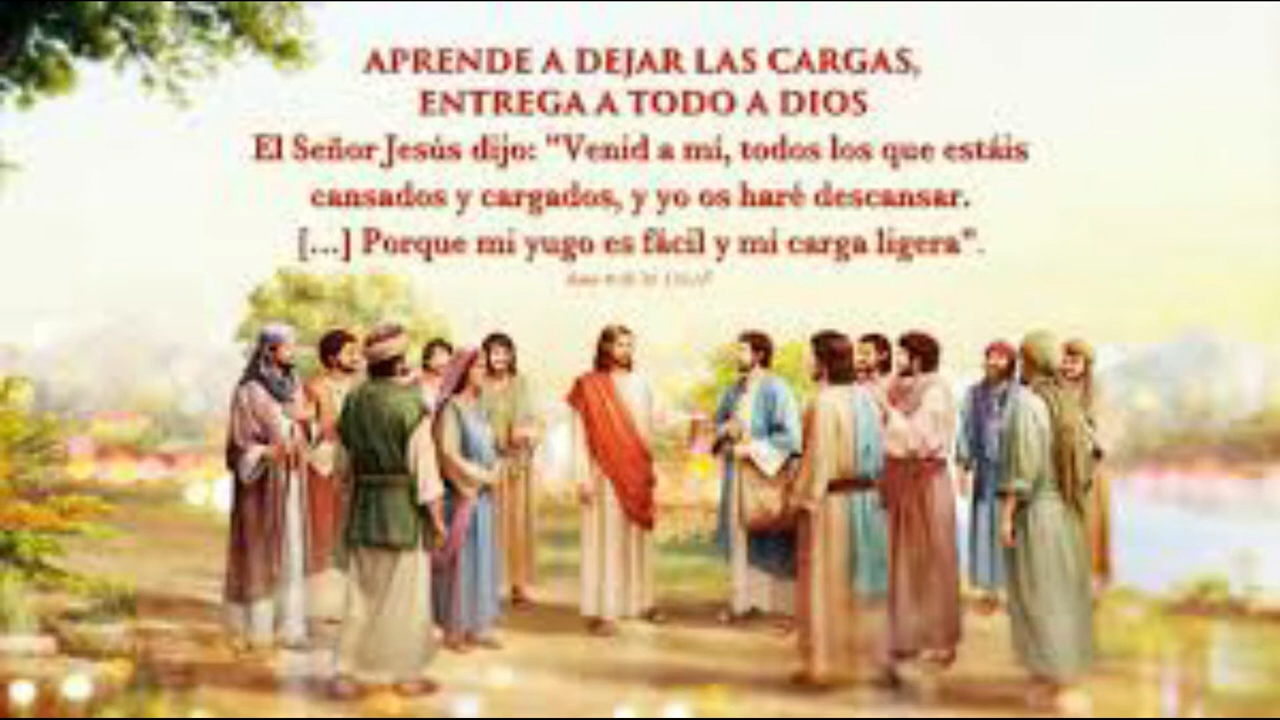 APRENDE A DEJAR LAS CARGAS,
ENTREGA A TODO A DIOS
El Señor Jesús dijo: "Venid a mí, todos los que estáis
cansados y cargados, y yo os haré descansar.
[...] Porque mi yugo es fácil y mi carga ligera".